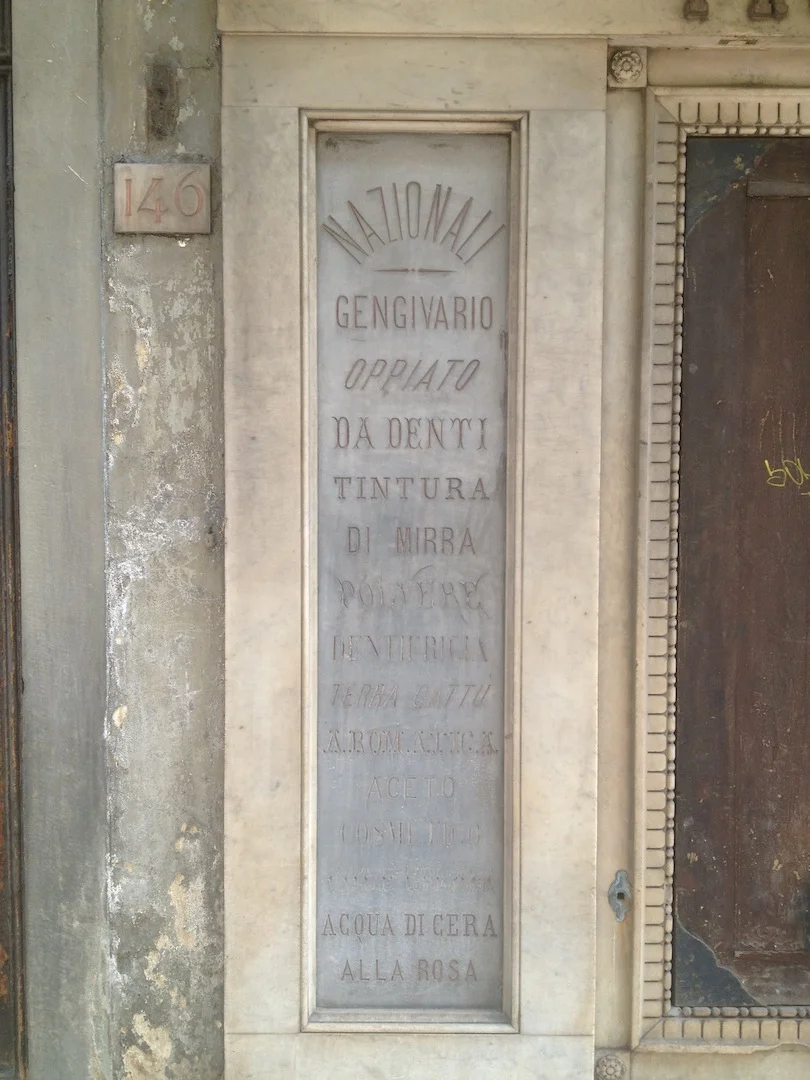 146
NAZIONALI
GENGIVARIO
OPPIATO
DA DENTI
TINTURA
DI MIRRA
POLVERE
DENTIFRICIA
TERRA CATTÙ
AROMATICA
ACETO
COSMETICO
ACQUA DI CERA
ALLA ROSA